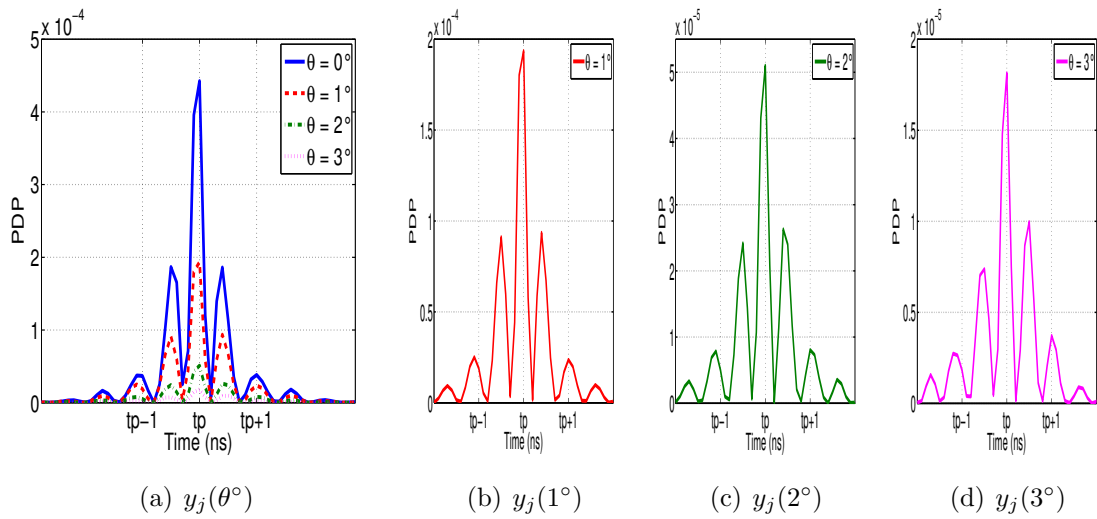 × 10⁻⁴
5
4
3
2
1
0
PDP
tp−1 tp tp+1
Time (ns)
θ = 0°
θ = 1°
θ = 2°
θ = 3°
(a) yⱼ(θ°)
x 10⁻⁴
2
1.5
1
0.5
0
PDP
tp−1 tp tp+1
Time (ns)
θ = 1°
(b) yⱼ(1°)
x 10⁻⁵
5
4
3
2
1
0
PDP
tp−1 tp tp+1
Time (ns)
θ = 2°
(c) yⱼ(2°)
x 10⁻⁵
2
1.5
1
0.5
0
PDP
tp−1 tp tp+1
Time (ns)
θ = 3°
(d) yⱼ(3°)